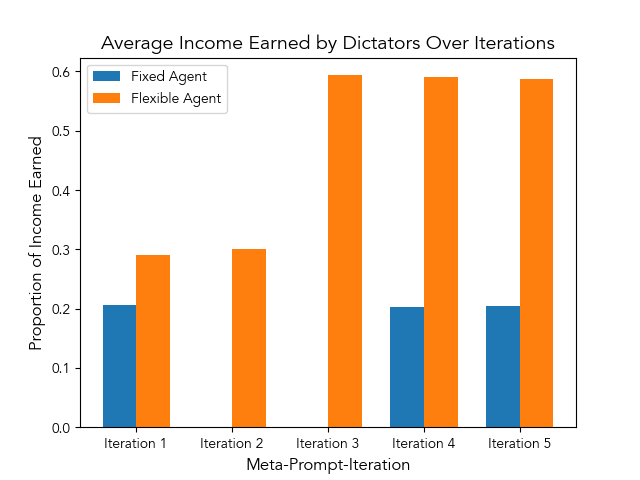 Average Income Earned by Dictators Over Iterations
Fixed Agent
Flexible Agent
Proportion of Income Earned
0.6
0.5
0.4
0.3
0.2
0.1
0.0
Iteration 1 Iteration 2 Iteration 3 Iteration 4 Iteration 5
Meta-Prompt-Iteration